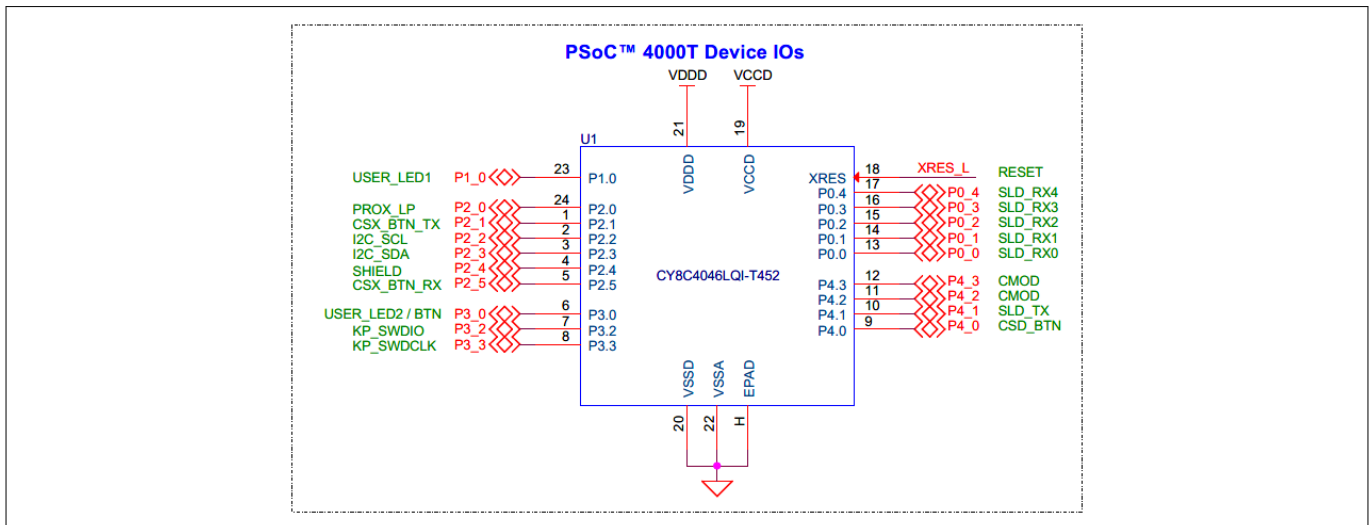 PSoC™ 4000T Device IOs
VDDD VCCD
21 19
U1
VDDD VCCD
USER_LED1 P1_0 23 P1.0
PROX_LP P2_0 24 P2.0
CSX_BTN_TX P2_1 1 P2.1
I2C_SCL P2_2 2 P2.2
I2C_SDA P2_3 3 P2.3
SHIELD P2_4 4 P2.4
CSX_BTN_RX P2_5 5 P2.5
USER_LED2 / BTN P3_0 6 P3.0
KP_SWDIO P3_2 7 P3.2
KP_SWDCLK P3_3 8 P3.3
CY8C4046LQI-T452
XRES 18 XRES_L RESET
P0.4 17 P0_4 SLD_RX4
P0.3 16 P0_3 SLD_RX3
P0.2 15 P0_2 SLD_RX2
P0.1 14 P0_1 SLD_RX1
P0.0 13 P0_0 SLD_RX0
P4.3 12 P4_3 CMOD
P4.2 11 P4_2 CMOD
P4.1 10 P4_1 SLD_TX
P4.0 9 P4_0 CSD_BTN
VSSD VSSA EPAD
20 22 H